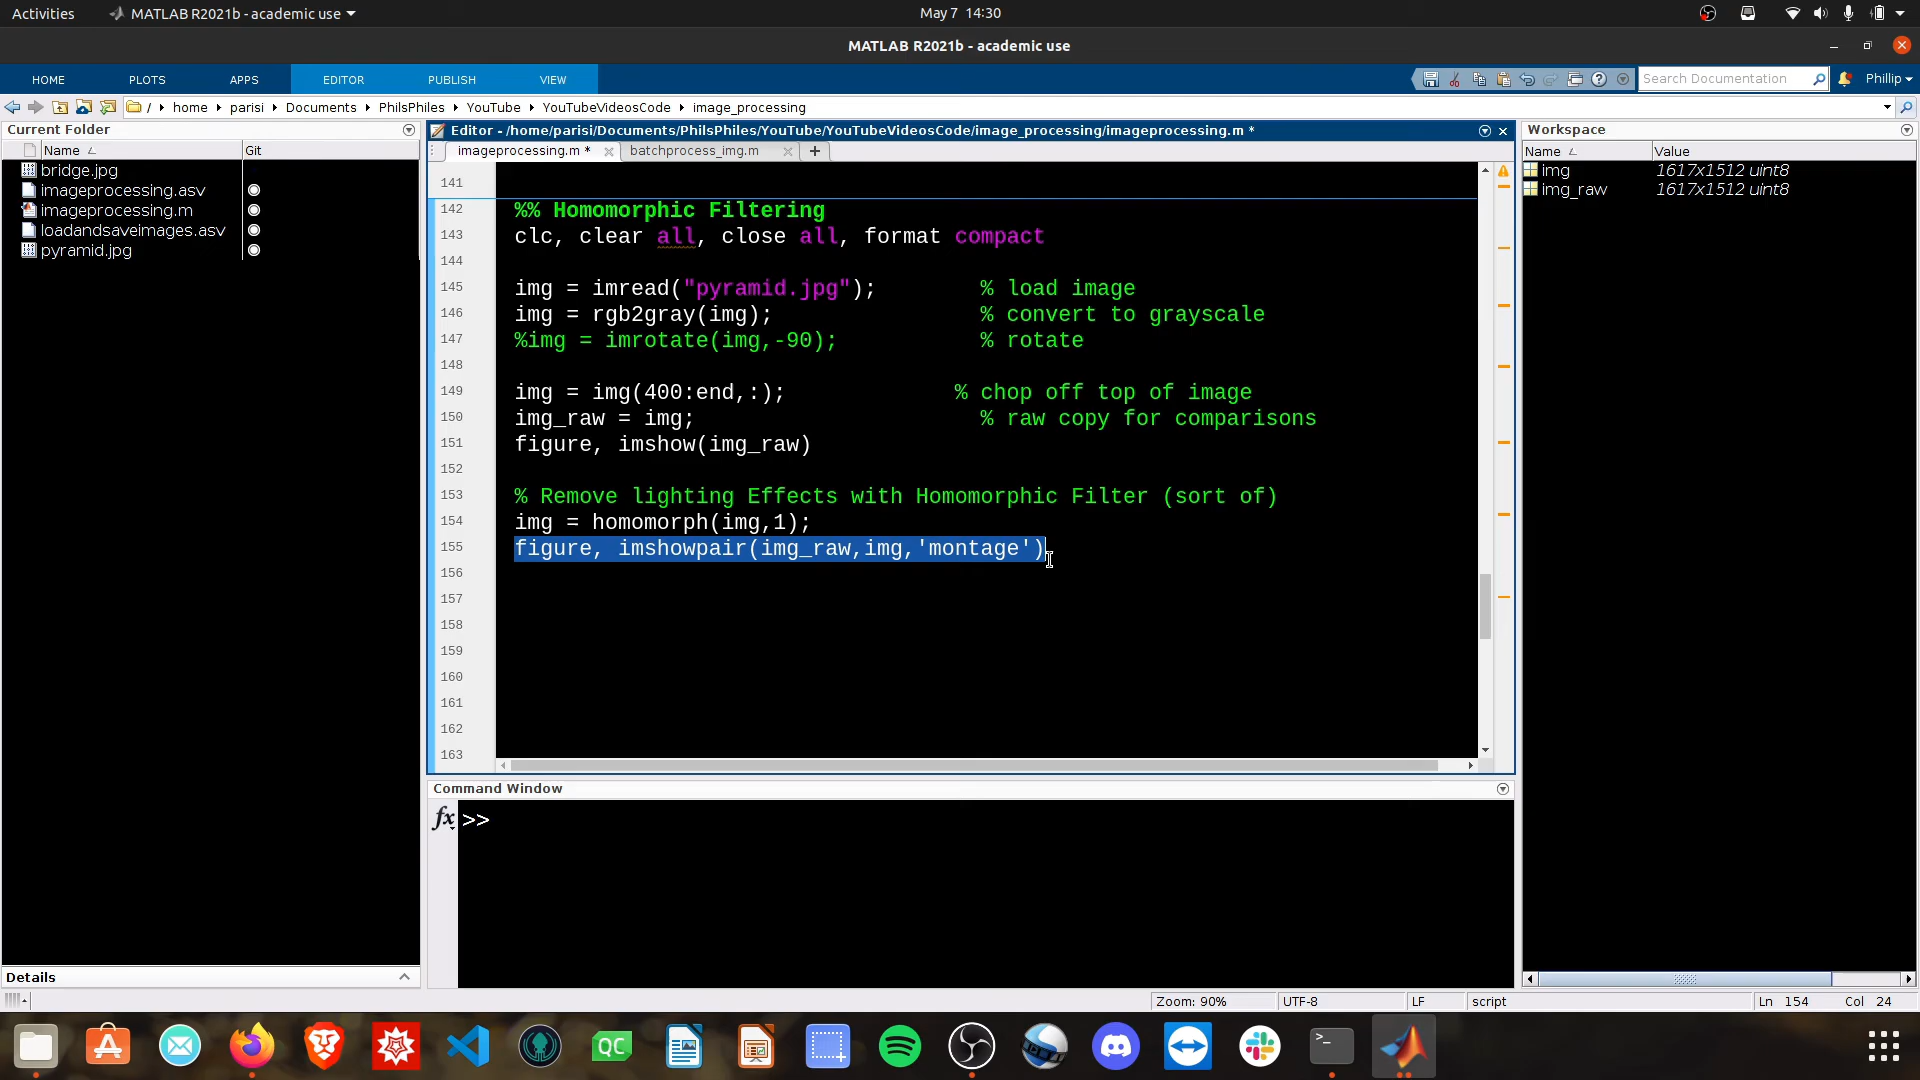 Activities
MATLAB R2021b - academic use
May 7 14:30
MATLAB R2021b - academic use
HOME PLOTS APPS EDITOR PUBLISH VIEW
Search Documentation
Phillip
/ home parisi Documents PhilsPhiles YouTube YouTubeVideosCode image_processing
Current Folder
Name Git
bridge.jpg
imageprocessing.asv
imageprocessing.m
loadandsaveimages.asv
pyramid.jpg
Details
Editor - /home/parisi/Documents/PhilsPhiles/YouTube/YouTubeVideosCode/image_processing/imageprocessing.m *
imageprocessing.m * batchprocess_img.m +
141
142 %% Homomorphic Filtering
143 clc, clear all, close all, format compact
144
145 img = imread("pyramid.jpg"); % load image
146 img = rgb2gray(img); % convert to grayscale
147 %img = imrotate(img,-90); % rotate
148
149 img = img(400:end,:); % chop off top of image
150 img_raw = img; % raw copy for comparisons
151 figure, imshow(img_raw)
152
153 % Remove lighting Effects with Homomorphic Filter (sort of)
154 img = homomorph(img,1);
155 figure, imshowpair(img_raw,img,'montage')
156
157
158
159
160
161
162
163
Command Window
fx >>
Workspace
Name Value
img 1617x1512 uint8
img_raw 1617x1512 uint8
Zoom: 90% UTF-8 LF script Ln 154 Col 24
QC
>_